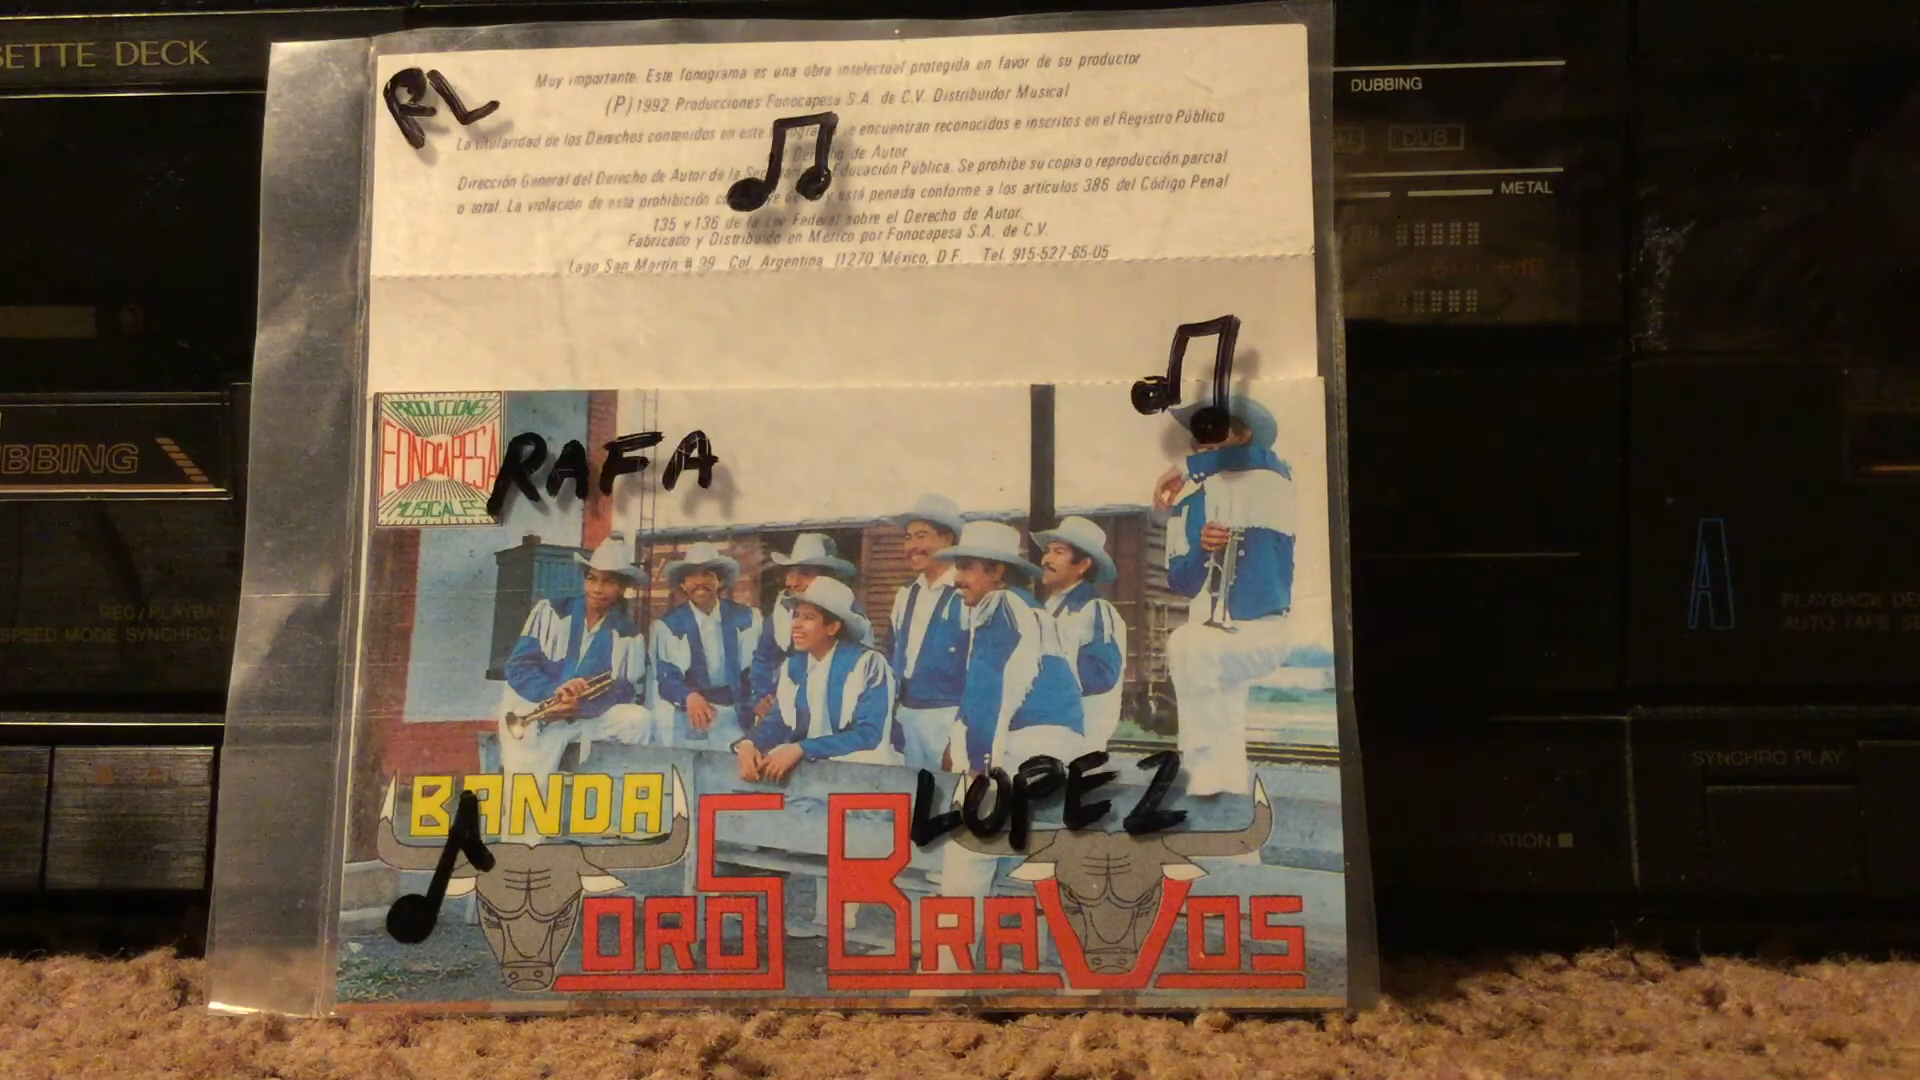 SETTE DECK
RL
Muy importante: Este fonograma es una obra intelectual protegida en favor de su productor
(P) 1992 Producciones Fonocapesa S.A. de C.V. Distribuidor Musical
La titularidad de los Derechos contenidos en este se encuentran reconocidos e inscritos en el Registro Público
Derecho de Autor
Dirección General del Derecho de Autor de la Educación Pública. Se prohibe su copia o reproducción parcial
o total. La violación de esta prohibición y está penada conforme a los artículos 386 del Código Penal
135 y 136 de la Ley Federal sobre el Derecho de Autor.
Fabricado y Distribuido en México por Fonocapesa S.A. de C.V.
Lago San Martín # 99 Col. Argentina 11270 México, D.F. Tel. 915-527-65-05
DUBBING
DUB
METAL
+dB
BBING
PRODUCCIONES
FONOCAPESA
MUSICALES
RAFA
LOPEZ
BANDA
TOROS BRAVOS
REC/PLAYBAC
SPEED MODE SYNCHRO D
A
PLAYBACK DE
AUTO TAPE SE
SYNCHRO PLAY